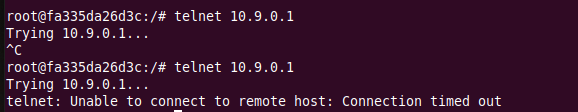 root@fa335da26d3c:/# telnet 10.9.0.1
Trying 10.9.0.1...
^C
root@fa335da26d3c:/# telnet 10.9.0.1
Trying 10.9.0.1...
telnet: Unable to connect to remote host: Connection timed out